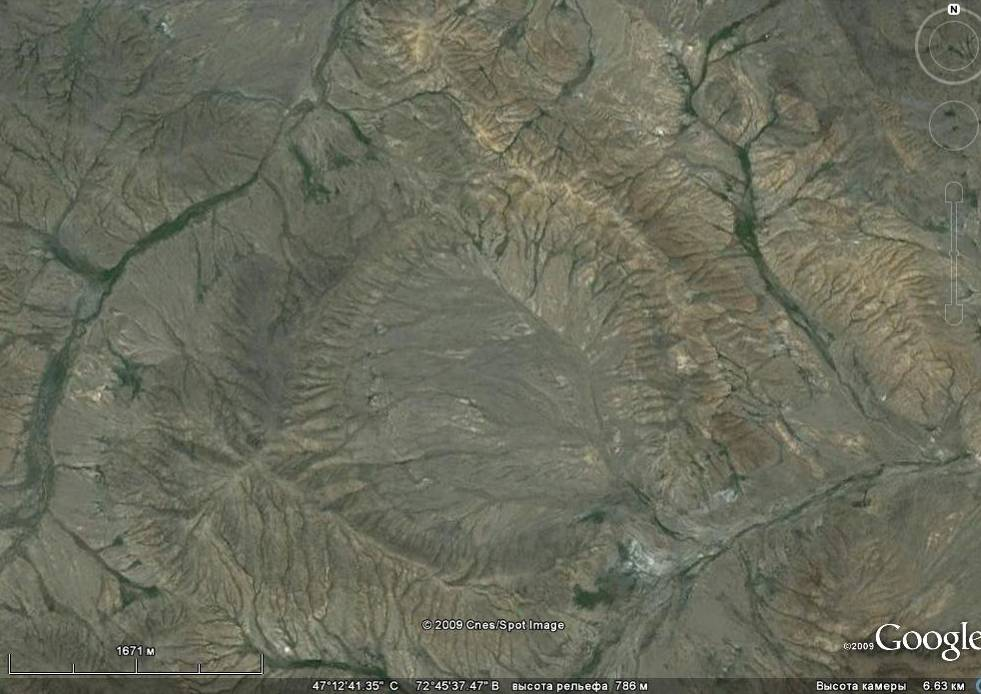 N
© 2009 Cnes/Spot Image
©2009 Google
1671 м
47°12'41.35" С 72°45'37.47" В высота рельефа 786 м Высота камеры 6.63 км